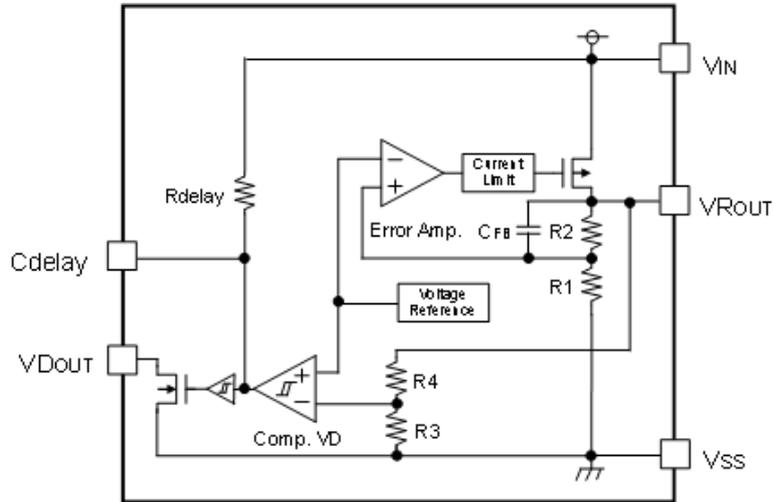 VIN
Current
Limit
Rdelay
VROUT
Error Amp.
CFB
R2
Cdelay
R1
Voltage
Reference
VDOUT
R4
R3
Comp. VD
VSS